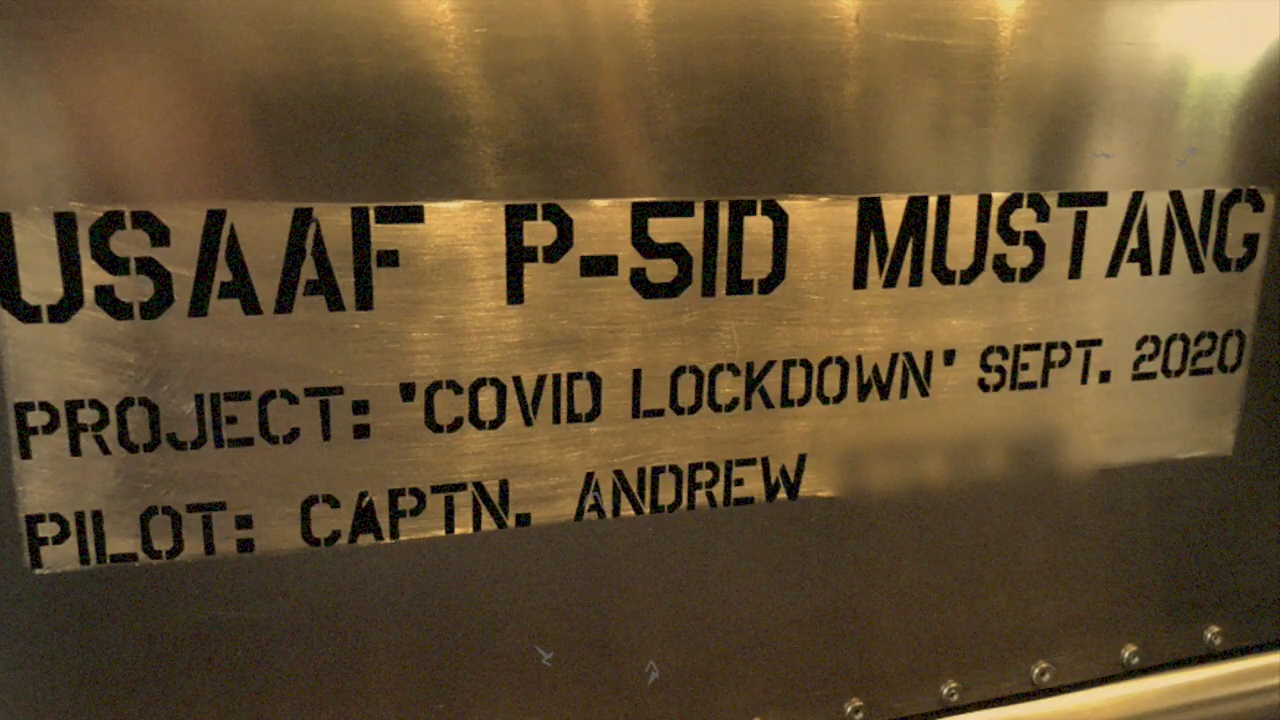 USAAF P-51D MUSTANG
PROJECT: 'COVID LOCKDOWN' SEPT. 2020
PILOT: CAPTN. ANDREW